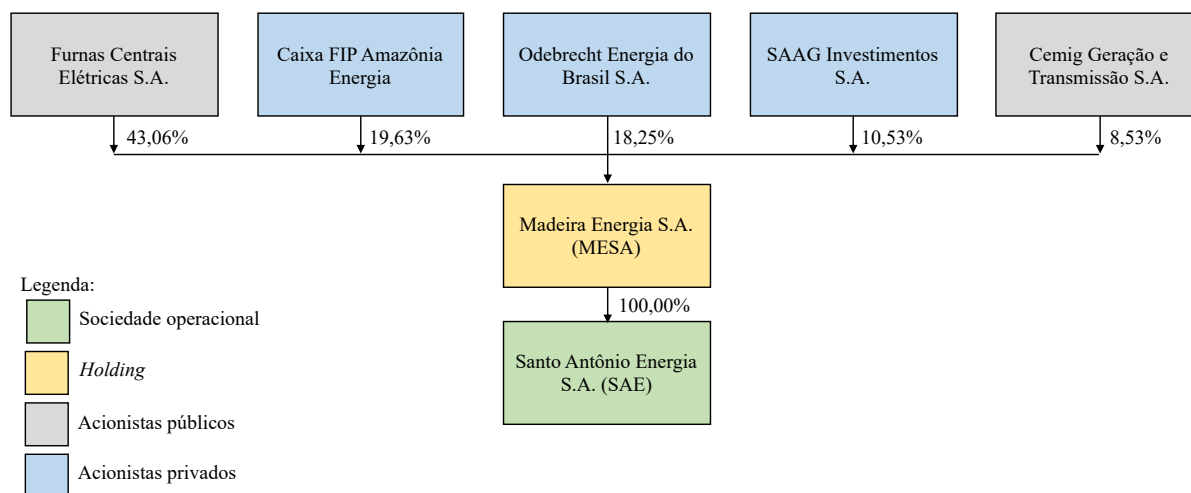 Furnas Centrais
Elétricas S.A.
Caixa FIP Amazônia
Energia
Odebrecht Energia do
Brasil S.A.
SAAG Investimentos
S.A.
Cemig Geração e
Transmissão S.A.
43,06%
19,63%
18,25%
10,53%
8,53%
Madeira Energia S.A.
(MESA)
100,00%
Santo Antônio Energia
S.A. (SAE)
Legenda:
Sociedade operacional
Holding
Acionistas públicos
Acionistas privados